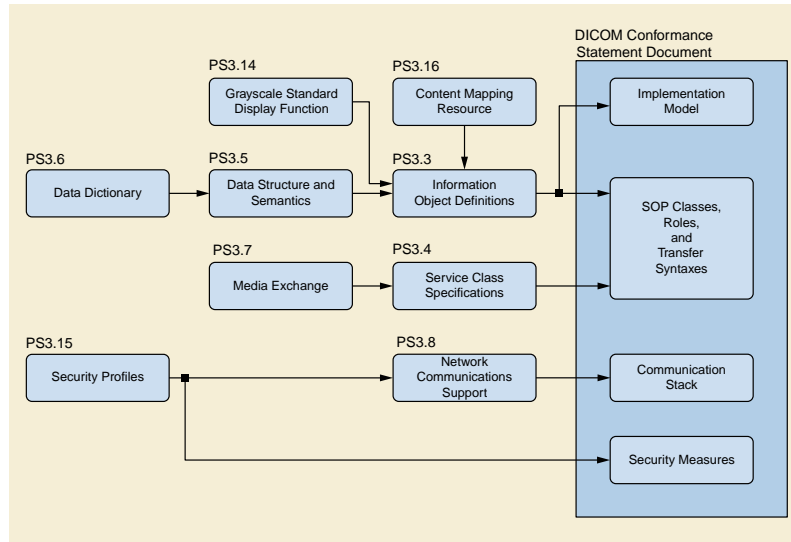 DICOM Conformance
Statement Document
PS3.14
Grayscale Standard
Display Function
PS3.16
Content Mapping
Resource
Implementation
Model
PS3.6
Data Dictionary
PS3.5
Data Structure and
Semantics
PS3.3
Information
Object Definitions
SOP Classes,
Roles,
and
Transfer
Syntaxes
PS3.7
Media Exchange
PS3.4
Service Class
Specifications
PS3.15
Security Profiles
PS3.8
Network
Communications
Support
Communication
Stack
Security Measures